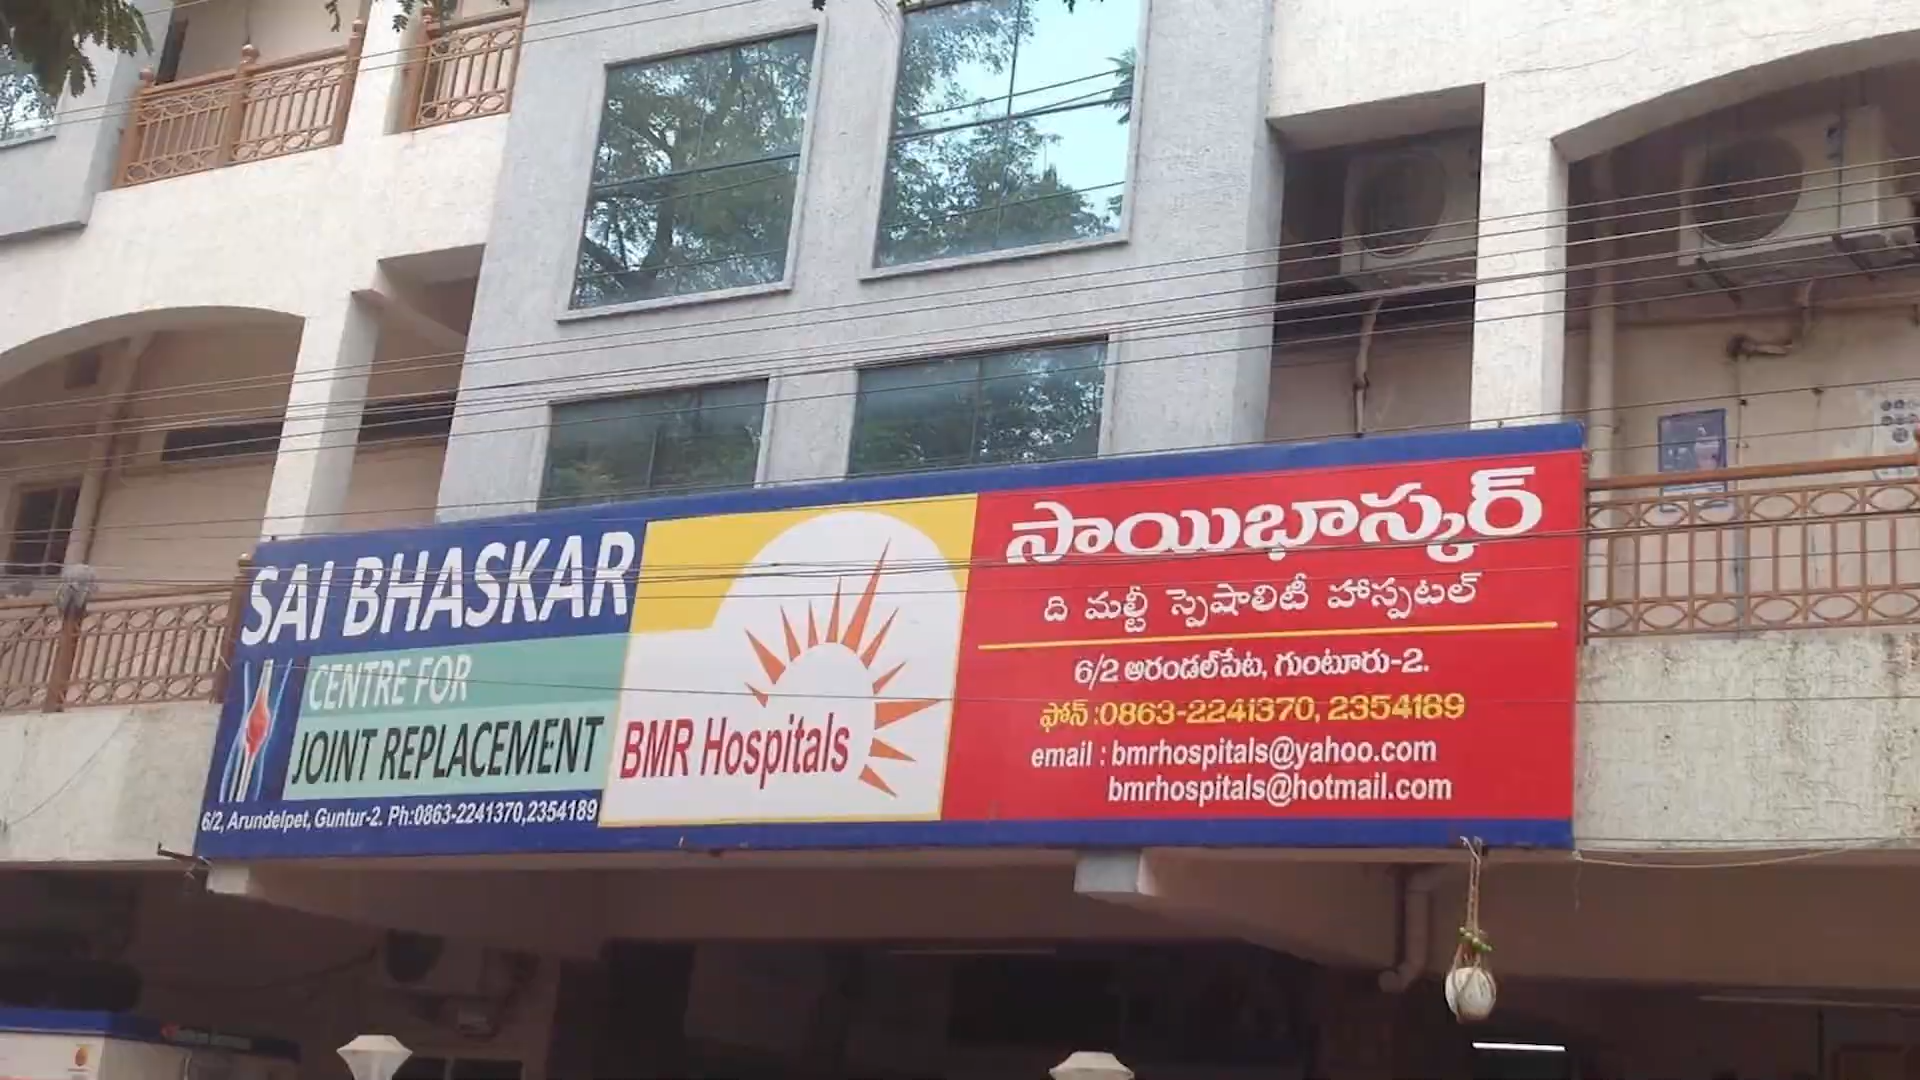 SAI BHASKAR
CENTRE FOR
JOINT REPLACEMENT
6/2, Arundelpet, Guntur-2. Ph:0863-2241370,2354189
BMR Hospitals
సాయిభాస్కర్
ది మల్టీ స్పెషాలిటీ హాస్పటల్
6/2 అరండల్‌పేట, గుంటూరు-2.
ఫోన్ :0863-2241370, 2354189
email : bmrhospitals@yahoo.com
bmrhospitals@hotmail.com